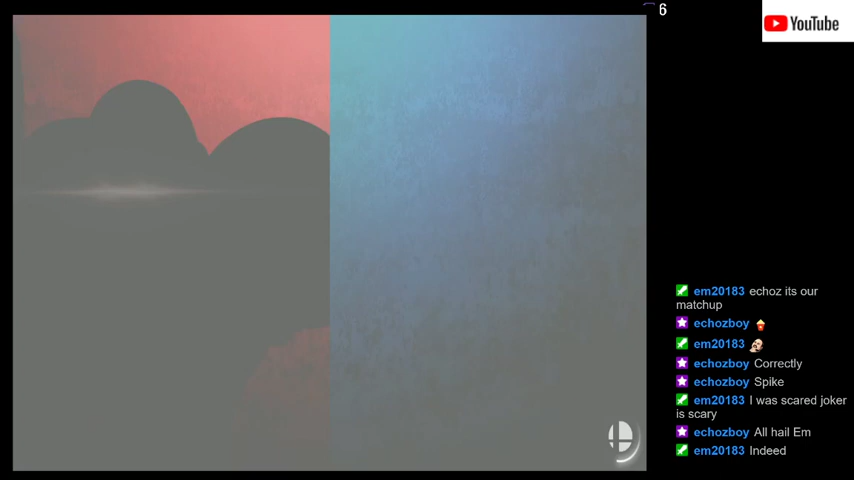 6
YouTube
em20183 echoz its our
matchup
echozboy
em20183
echozboy Correctly
echozboy Spike
em20183 I was scared joker
is scary
echozboy All hail Em
em20183 Indeed